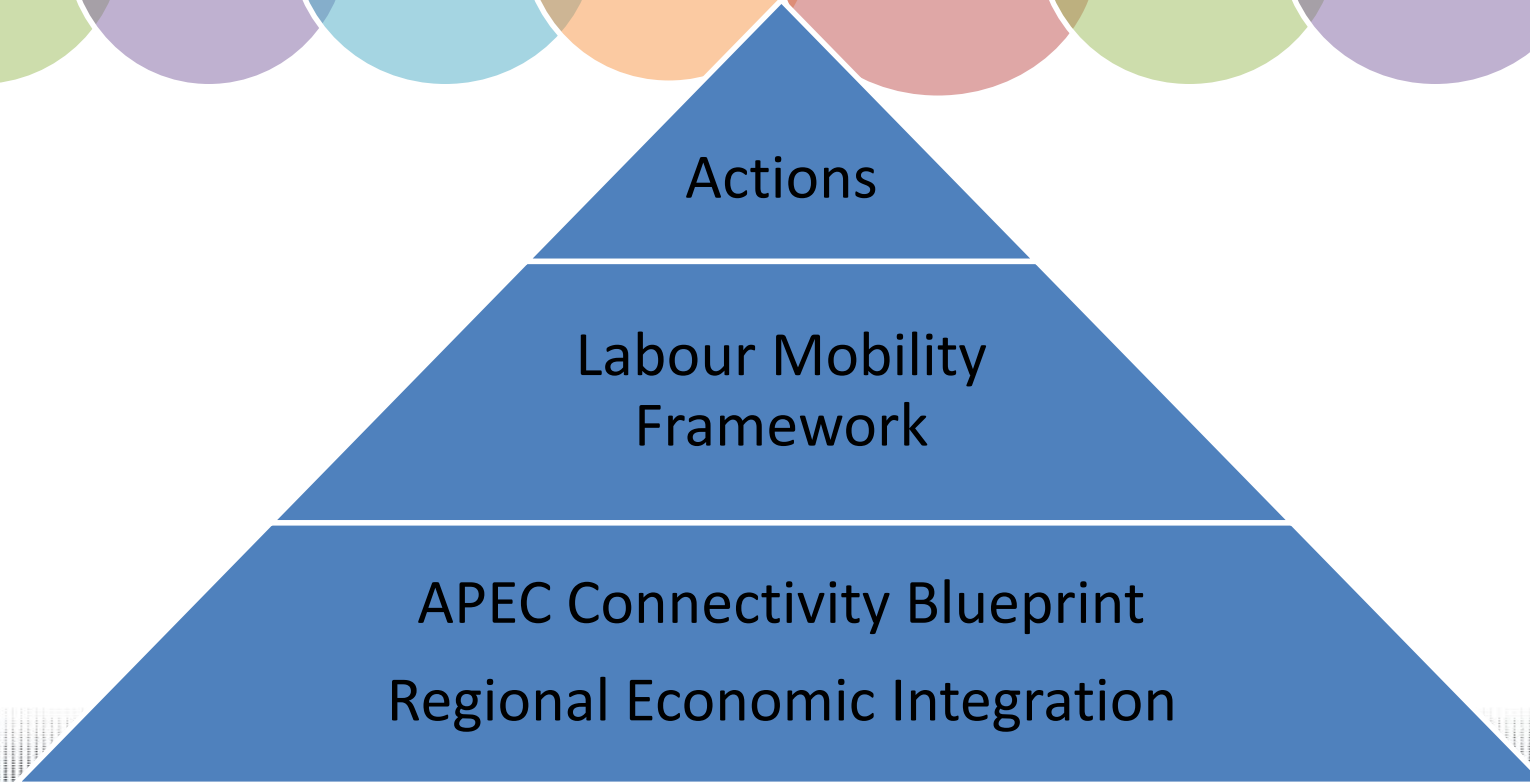 Actions
Labour Mobility
Framework
APEC Connectivity Blueprint
Regional Economic Integration